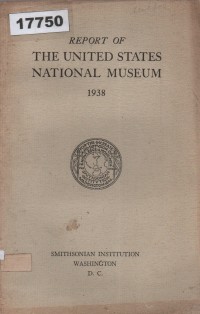 17750
REPORT OF
THE UNITED STATES
NATIONAL MUSEUM
1938
SMITHSONIAN INSTITUTION
WASHINGTON
D. C.